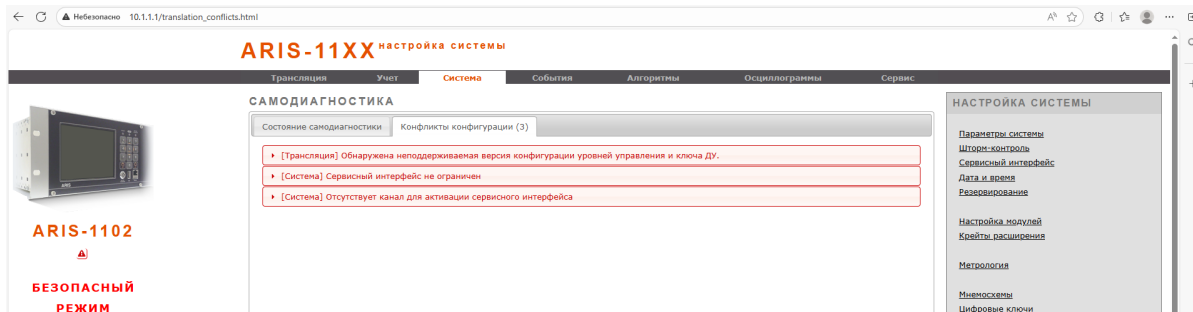 Небезопасно 10.1.1.1/translation_conflicts.html
ARIS-11XX настройка системы
Трансляция Учет Система События Алгоритмы Осциллограммы Сервис
САМОДИАГНОСТИКА
Состояние самодиагностики Конфликты конфигурации (3)
[Трансляция] Обнаружена неподдерживаемая версия конфигурации уровней управления и ключа ДУ.
[Система] Сервисный интерфейс не ограничен
[Система] Отсутствует канал для активации сервисного интерфейса
ARIS-1102
БЕЗОПАСНЫЙ
РЕЖИМ
НАСТРОЙКА СИСТЕМЫ
Параметры системы
Шторм-контроль
Сервисный интерфейс
Дата и время
Резервирование
Настройка модулей
Крейты расширения
Метрология
Мнемосхемы
Цифровые ключи